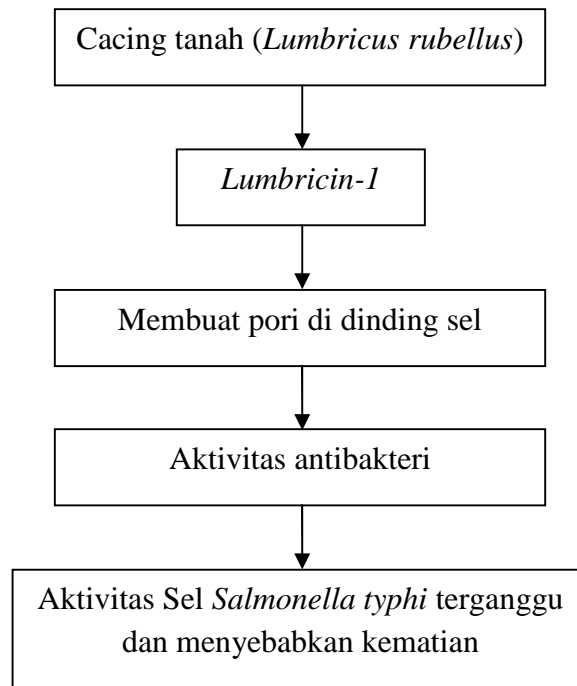 Cacing tanah (Lumbricus rubellus)
Lumbricin-1
Membuat pori di dinding sel
Aktivitas antibakteri
Aktivitas Sel Salmonella typhi terganggu
dan menyebabkan kematian